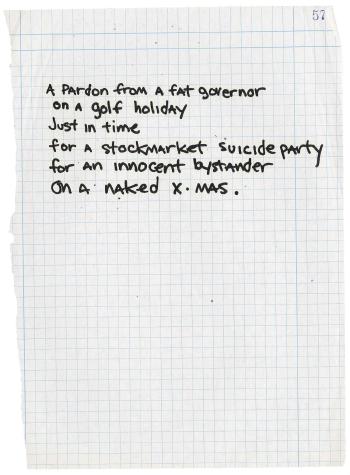 57
A PARdon from A fAt governor
on a golf holiday
Just in time
for A stockmarket suicide party
for AN iNNocent bystander
ON A NAKed X·MAS.